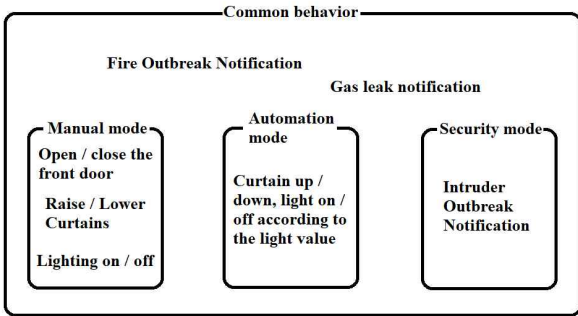 Common behavior
Fire Outbreak Notification
Gas leak notification
Manual mode
Open / close the
front door
Raise / Lower
Curtains
Lighting on / off
Automation
mode
Curtain up /
down, light on /
off according to
the light value
Security mode
Intruder
Outbreak
Notification